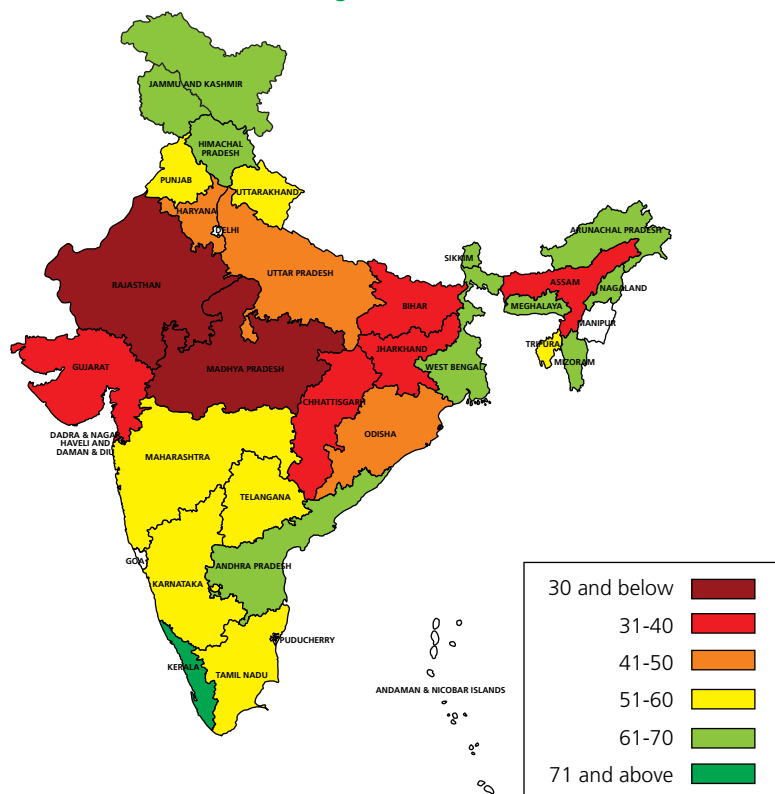 JAMMU AND KASHMIR
HIMACHAL
PRADESH
PUNJAB
UTTARAKHAND
HARYANA
DELHI
RAJASTHAN
UTTAR PRADESH
SIKKIM
ARUNACHAL PRADESH
ASSAM
NAGALAND
MEGHALAYA
MANIPUR
BIHAR
TRIPURA
MIZORAM
JHARKHAND
GUJARAT
MADHYA PRADESH
WEST BENGAL
CHHATTISGARH
DADRA & NAGAR
HAVELI AND
DAMAN & DIU
ODISHA
MAHARASHTRA
TELANGANA
GOA
ANDHRA PRADESH
KARNATAKA
PUDUCHERRY
KERALA
TAMIL NADU
ANDAMAN & NICOBAR ISLANDS
30 and below
31-40
41-50
51-60
61-70
71 and above